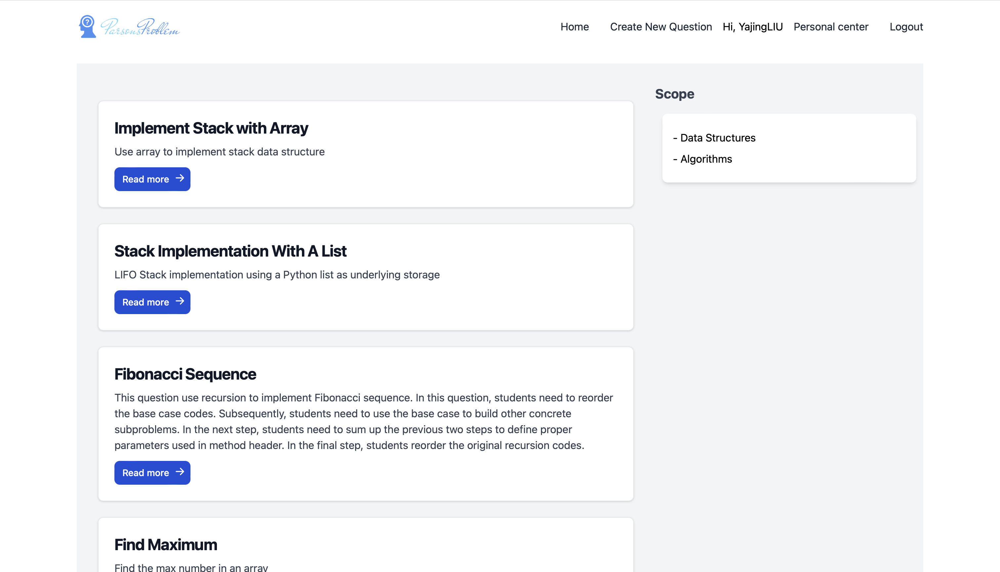 ?
ParsonsProblem
Home Create New Question Hi, YajingLIU Personal center Logout
Scope
- Data Structures
- Algorithms
Implement Stack with Array
Use array to implement stack data structure
Read more
Stack Implementation With A List
LIFO Stack implementation using a Python list as underlying storage
Read more
Fibonacci Sequence
This question use recursion to implement Fibonacci sequence. In this question, students need to reorder
the base case codes. Subsequently, students need to use the base case to build other concrete
subproblems. In the next step, students need to sum up the previous two steps to define proper
parameters used in method header. In the final step, students reorder the original recursion codes.
Read more
Find Maximum
Find the max number in an array